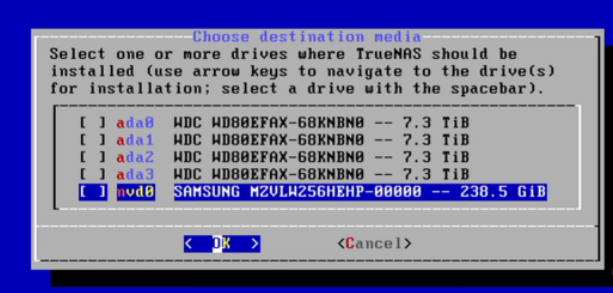 Choose destination media
Select one or more drives where TrueNAS should be
installed (use arrow keys to navigate to the drive(s)
for installation; select a drive with the spacebar).
[ ] ada0 WDC WD80EFAX-68KNBN0 -- 7.3 TiB
[ ] ada1 WDC WD80EFAX-68KNBN0 -- 7.3 TiB
[ ] ada2 WDC WD80EFAX-68KNBN0 -- 7.3 TiB
[ ] ada3 WDC WD80EFAX-68KNBN0 -- 7.3 TiB
[ ] nvd0 SAMSUNG MZVLW256HEHP-00000 -- 238.5 GiB
< OK > <Cancel>